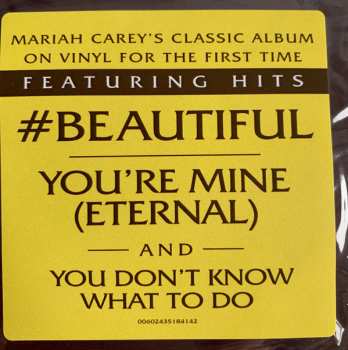 MARIAH CAREY'S CLASSIC ALBUM
ON VINYL FOR THE FIRST TIME
FEATURING HITS
#BEAUTIFUL
YOU'RE MINE
(ETERNAL)
AND
YOU DON'T KNOW
WHAT TO DO
00602435184142